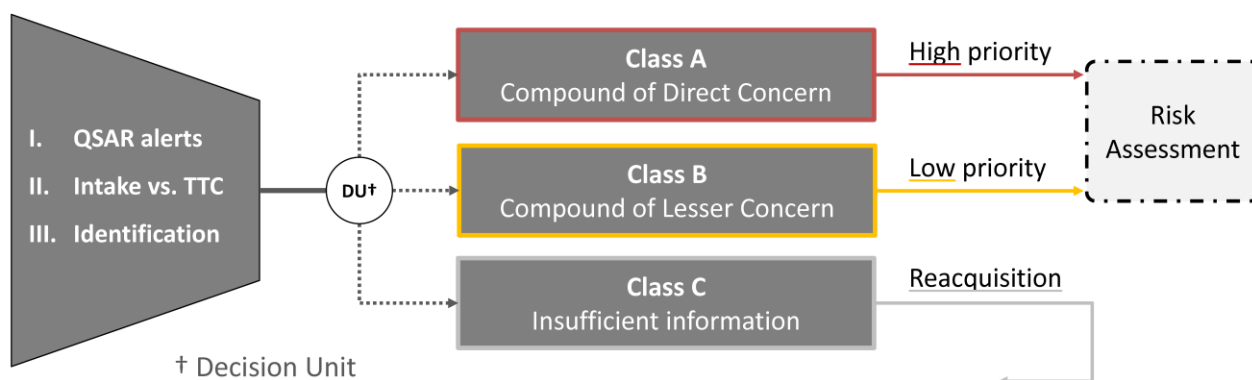 I. QSAR alerts
II. Intake vs. TTC
III. Identification
DU†
† Decision Unit
Class A
Compound of Direct Concern
Class B
Compound of Lesser Concern
Class C
Insufficient information
High priority
Low priority
Reacquisition
Risk
Assessment